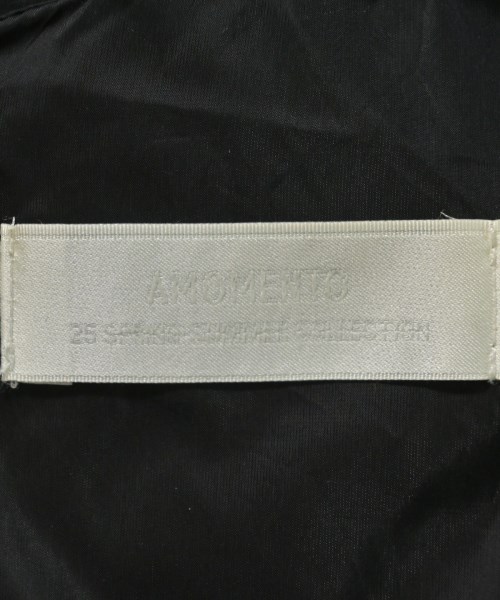 AMOMENTO
25 SPRING SUMMER COLLECTION